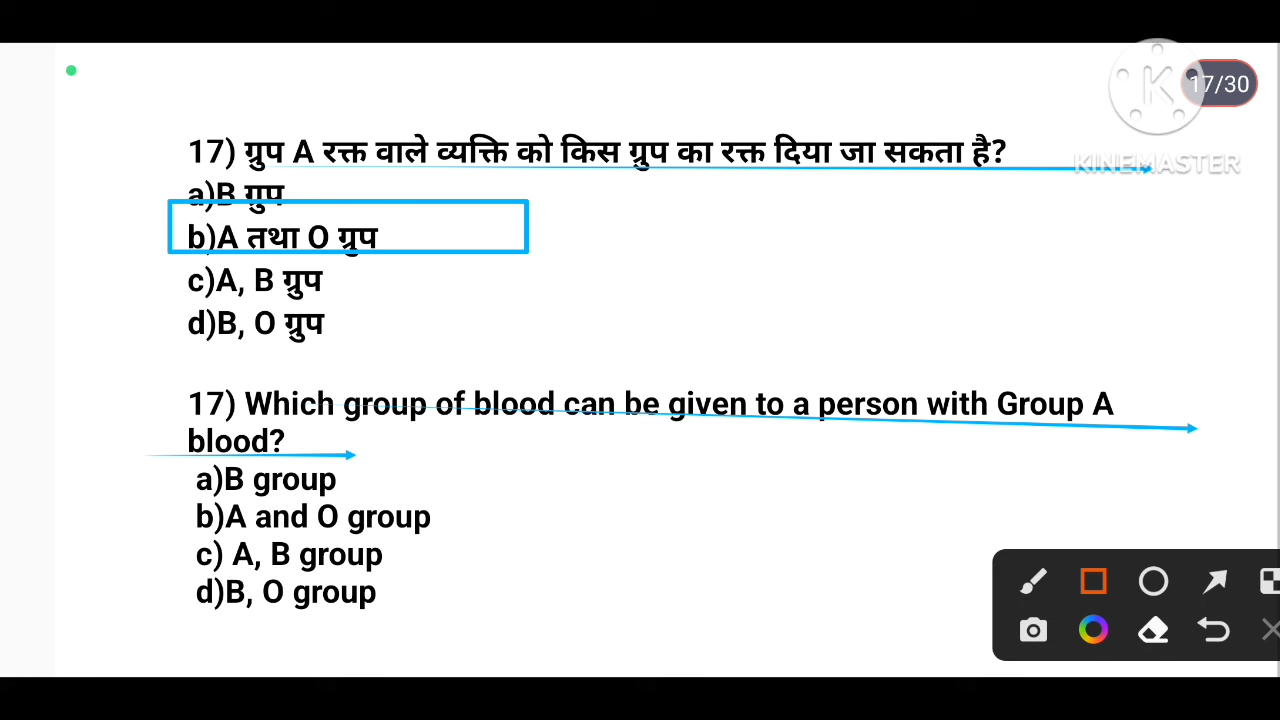 17/30
KINEMASTER
17) ग्रुप A रक्त वाले व्यक्ति को किस ग्रुप का रक्त दिया जा सकता है?
a)B ग्रुप
b)A तथा O ग्रुप
c)A, B ग्रुप
d)B, O ग्रुप
17) Which group of blood can be given to a person with Group A
blood?
a)B group
b)A and O group
c) A, B group
d)B, O group